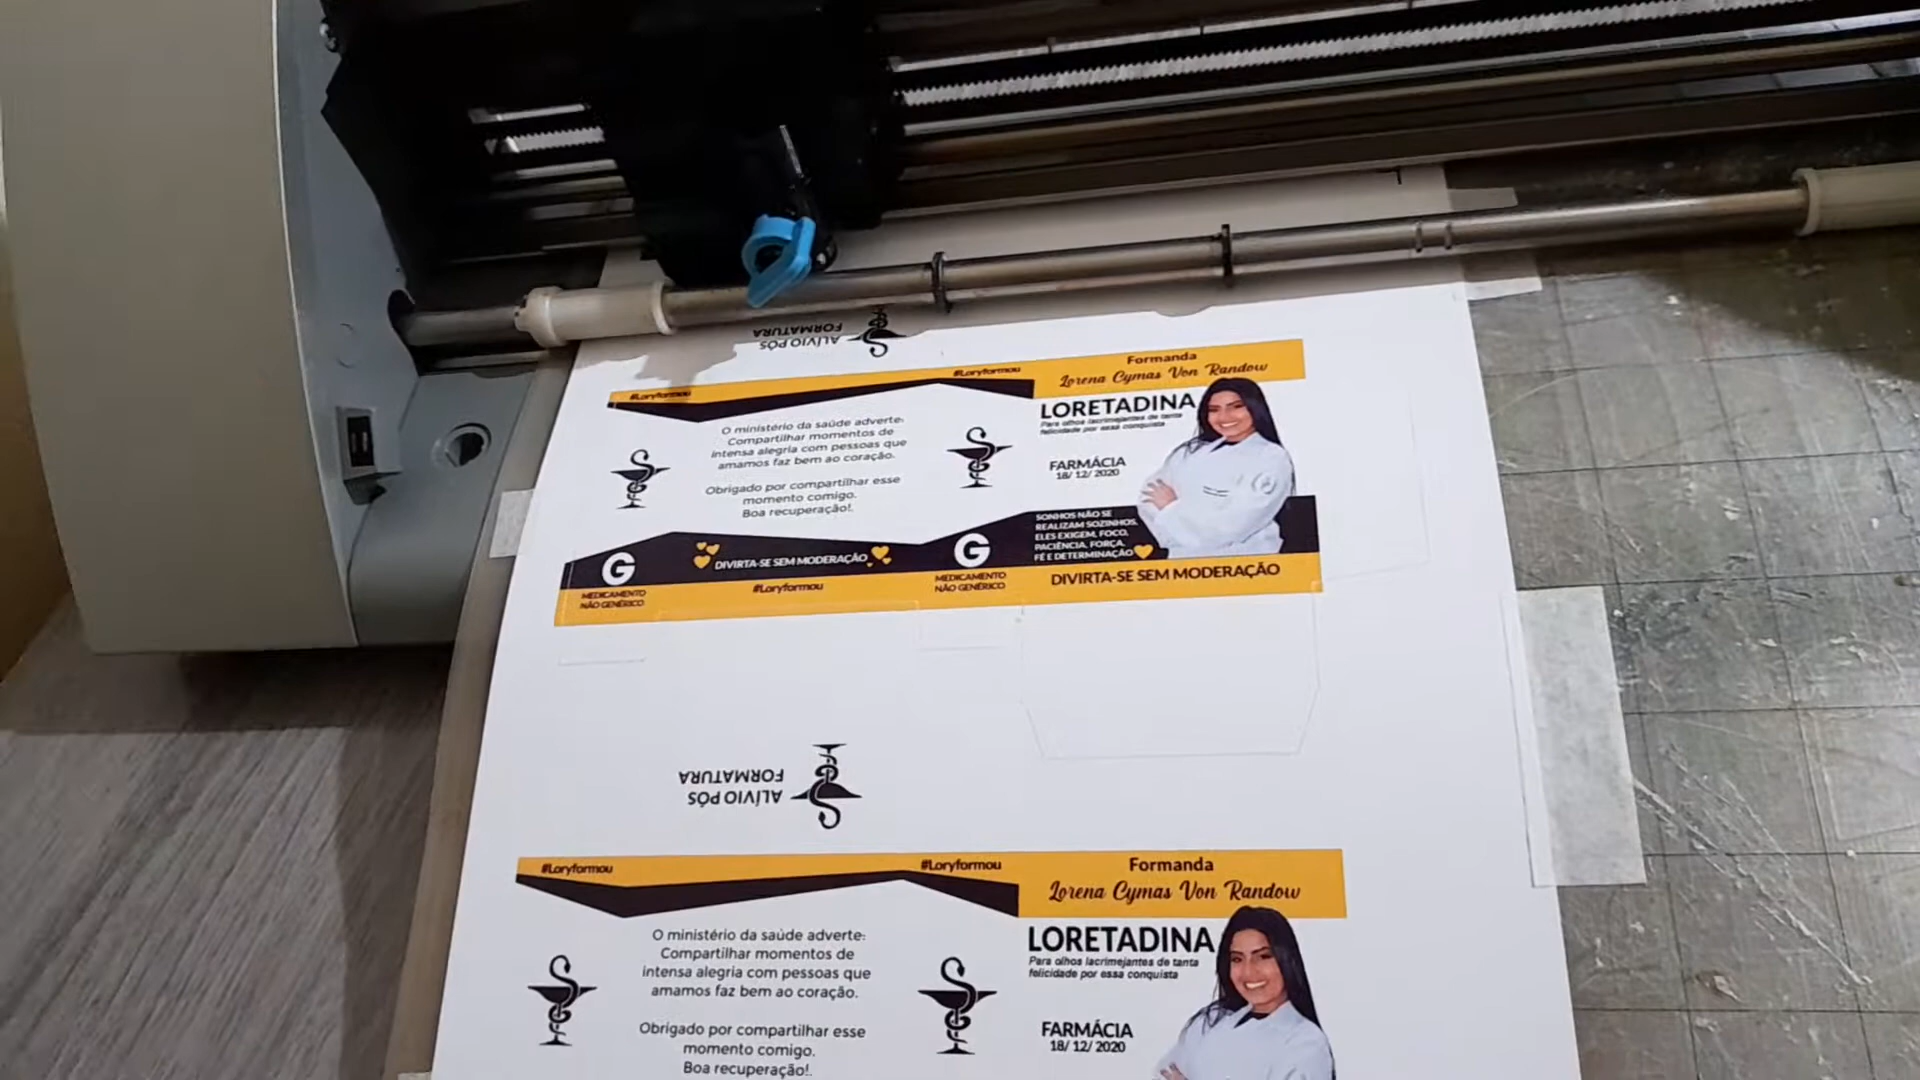 ALÍVIO PÓS
FORMATURA
#Loryformou
#Loryformou
Formanda
Lorena Cymas Von Randow
O ministério da saúde adverte:
Compartilhar momentos de
intensa alegria com pessoas que
amamos faz bem ao coração.
Obrigado por compartilhar esse
momento comigo.
Boa recuperação!.
LORETADINA
Para olhos lacrimejantes de tanta
felicidade por essa conquista
FARMÁCIA
18/ 12/ 2020
SONHOS NÃO SE
REALIZAM SOZINHOS,
ELES EXIGEM, FOCO,
PACIÊNCIA, FORÇA,
FÉ E DETERMINAÇÃO
G
MEDICAMENTO
NÃO GENÉRICO
DIVIRTA-SE SEM MODERAÇÃO
#Loryformou
G
MEDICAMENTO
NÃO GENÉRICO
DIVIRTA-SE SEM MODERAÇÃO
ALÍVIO PÓS
FORMATURA
#Loryformou
#Loryformou
Formanda
Lorena Cymas Von Randow
O ministério da saúde adverte:
Compartilhar momentos de
intensa alegria com pessoas que
amamos faz bem ao coração.
Obrigado por compartilhar esse
momento comigo.
Boa recuperação!.
LORETADINA
Para olhos lacrimejantes de tanta
felicidade por essa conquista
FARMÁCIA
18/ 12/ 2020